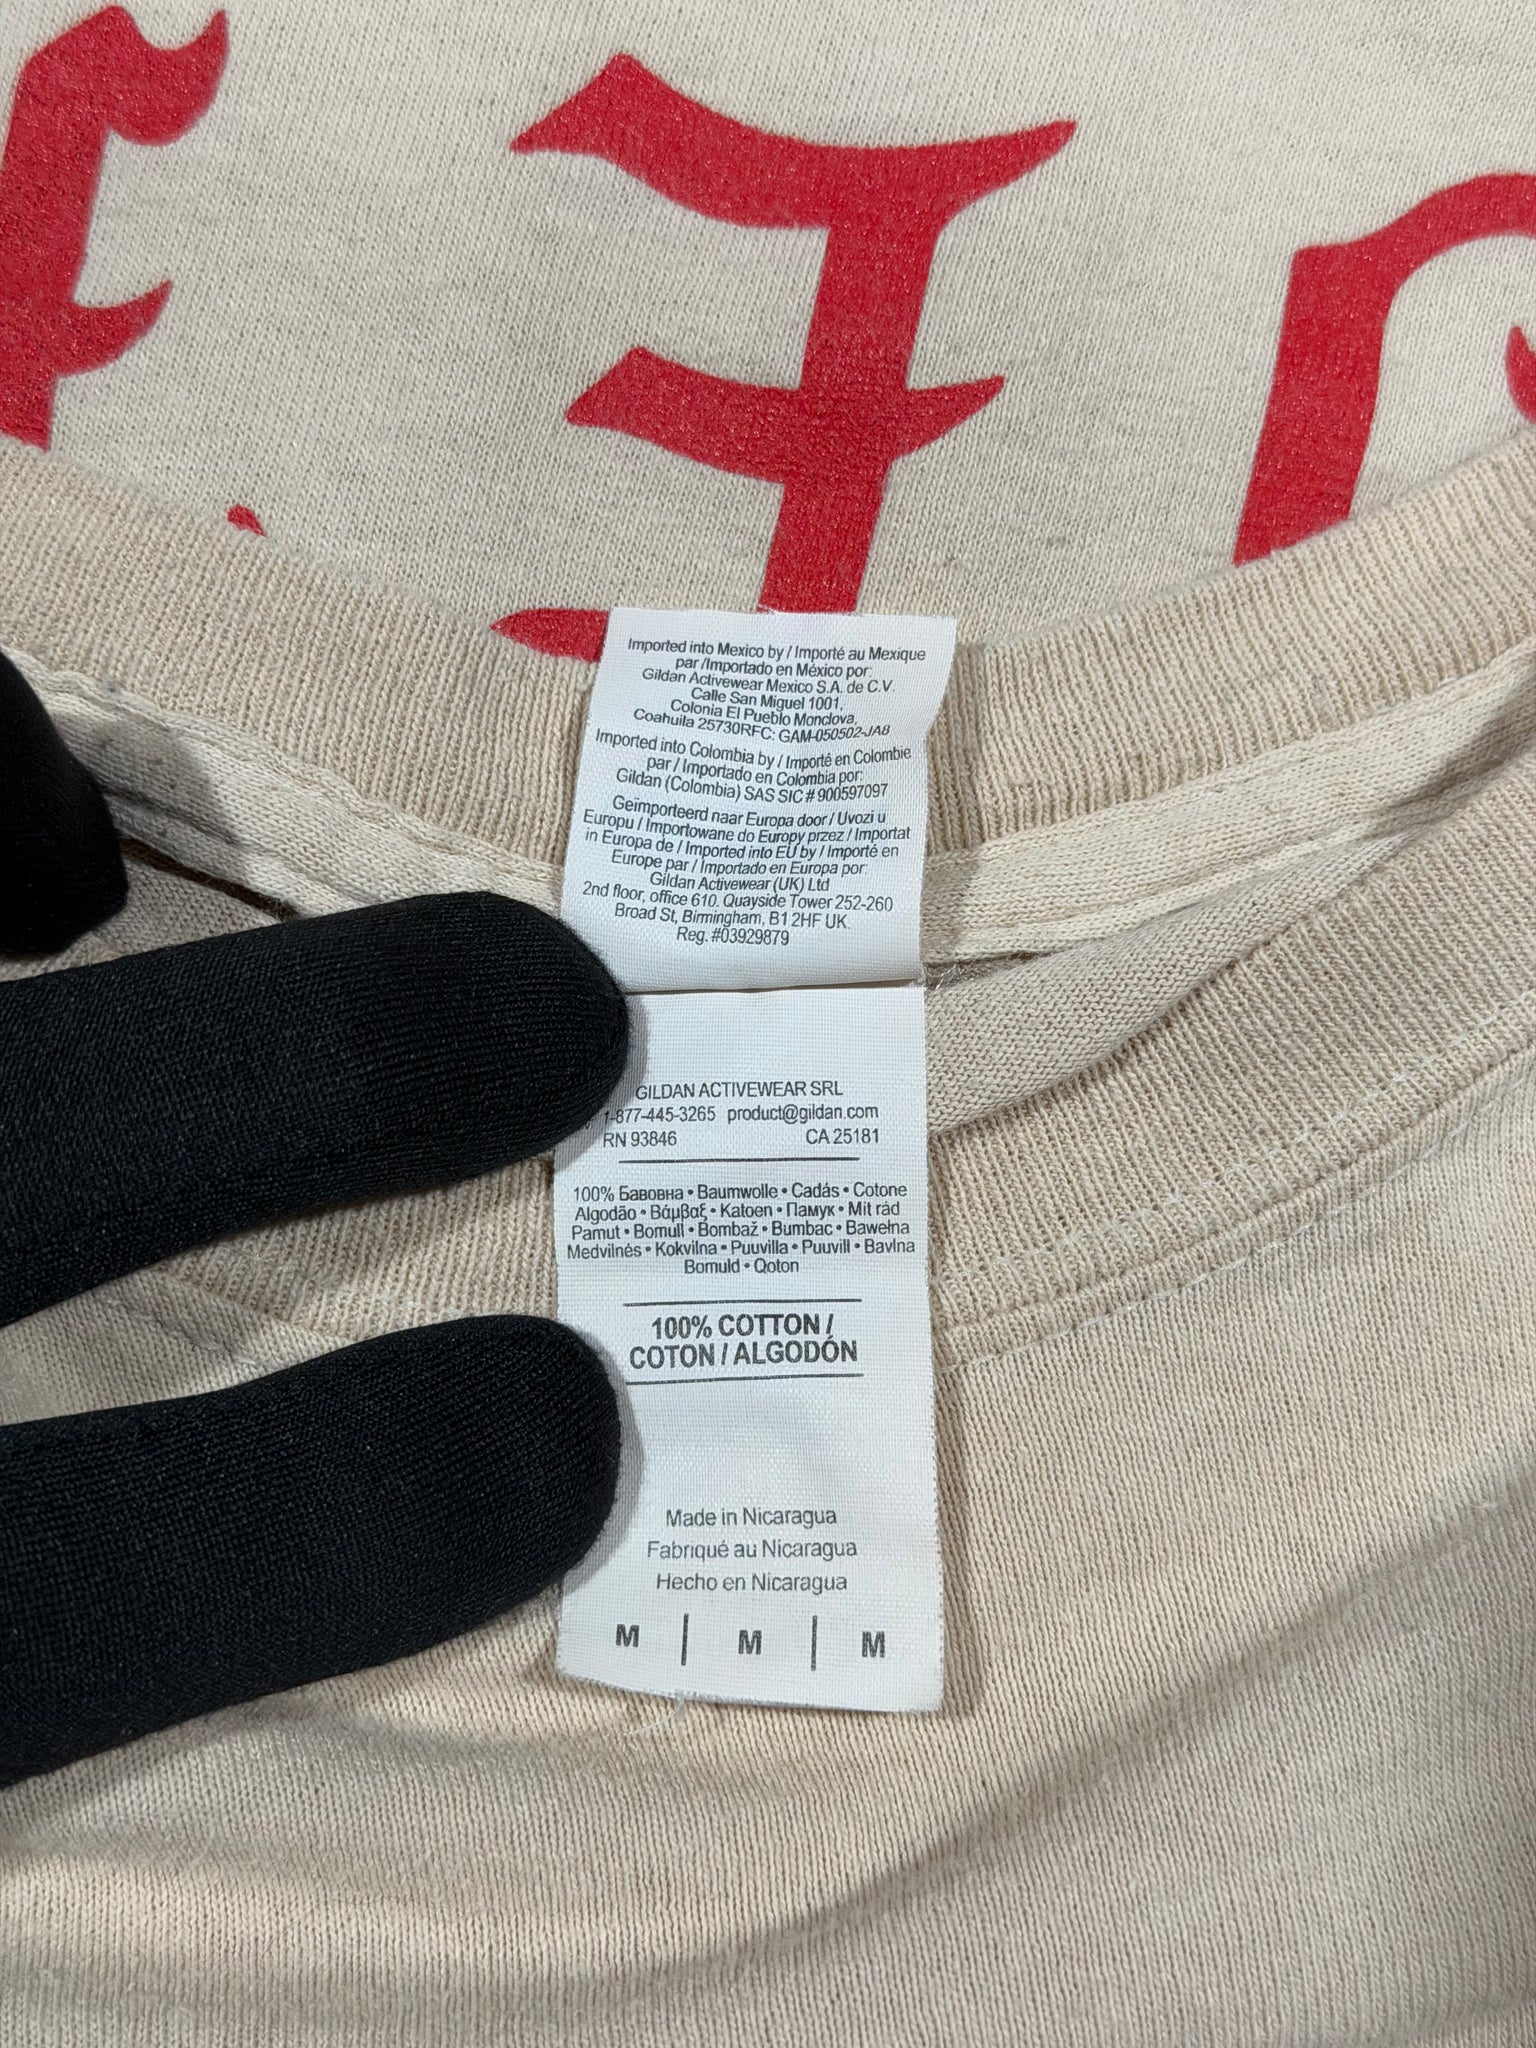 Imported into Mexico by / Importé au Mexique
par /Importado en México por:
Gildan Activewear Mexico S.A. de C.V.
Calle San Miguel 1001,
Colonia El Pueblo Monclova,
Coahuila 25730RFC: GAM-050502-JA8
Imported into Colombia by / Importé en Colombie
par / Importado en Colombia por:
Gildan (Colombia) SAS SIC # 900597097
Geïmporteerd naar Europa door / Uvozi u
Europu / Importowane do Europy przez / Importat
in Europa de / Imported into EU by / Importé en
Europe par / Importado en Europa por:
Gildan Activewear (UK) Ltd
2nd floor, office 610. Quayside Tower 252-260
Broad St, Birmingham, B1 2HF UK.
Reg. #03929879
GILDAN ACTIVEWEAR SRL
1-877-445-3265 product@gildan.com
RN 93846 CA 25181
100% Бавовна • Baumwolle • Cadás • Cotone
Algodão • Βάμβαξ • Katoen • Памук • Mit rád
Pamut • Bomull • Bombaž • Bumbac • Bawełna
Medvilnės • Kokvilna • Puuvilla • Puuvill • Bavlna
Bomuld • Qoton
100% COTTON /
COTON / ALGODÓN
Made in Nicaragua
Fabriqué au Nicaragua
Hecho en Nicaragua
M | M | M